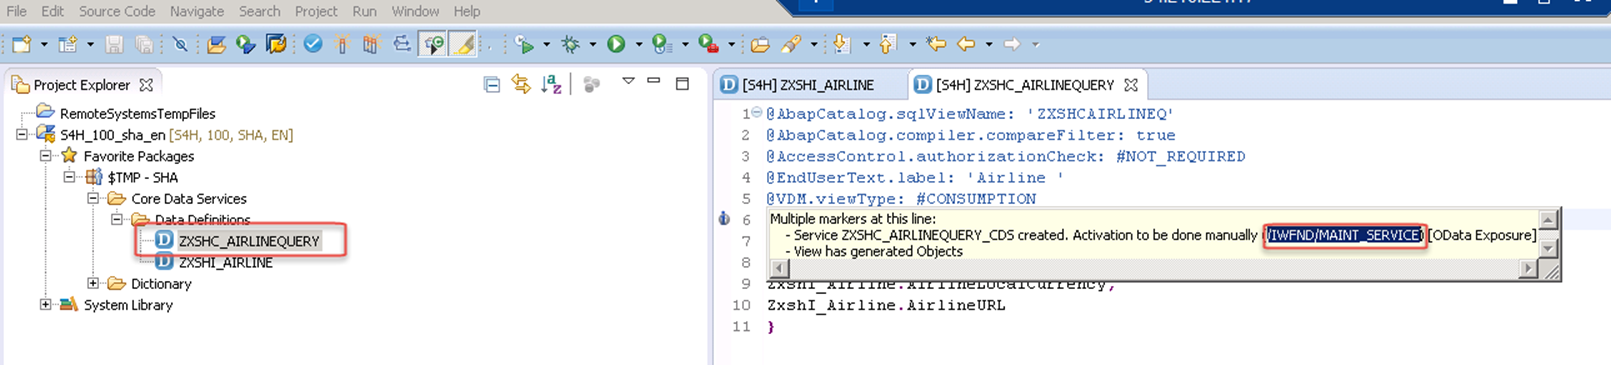 File Edit Source Code Navigate Search Project Run Window Help
Project Explorer
RemoteSystemsTempFiles
S4H_100_sha_en [S4H, 100, SHA, EN]
Favorite Packages
$TMP - SHA
Core Data Services
Data Definitions
ZXSHC_AIRLINEQUERY
ZXSHI_AIRLINE
Dictionary
System Library
[S4H] ZXSHI_AIRLINE
[S4H] ZXSHC_AIRLINEQUERY
1 @AbapCatalog.sqlViewName: 'ZXSHCAIRLINEQ'
2 @AbapCatalog.compiler.compareFilter: true
3 @AccessControl.authorizationCheck: #NOT_REQUIRED
4 @EndUserText.label: 'Airline '
5 @VDM.viewType: #CONSUMPTION
6
Multiple markers at this line:
- Service ZXSHC_AIRLINEQUERY_CDS created. Activation to be done manually (/IWFND/MAINT_SERVICE) [OData Exposure]
7
- View has generated Objects
8
9 ZxshI_Airline.AirlineLocalCurrency,
10 ZxshI_Airline.AirlineURL
11 }